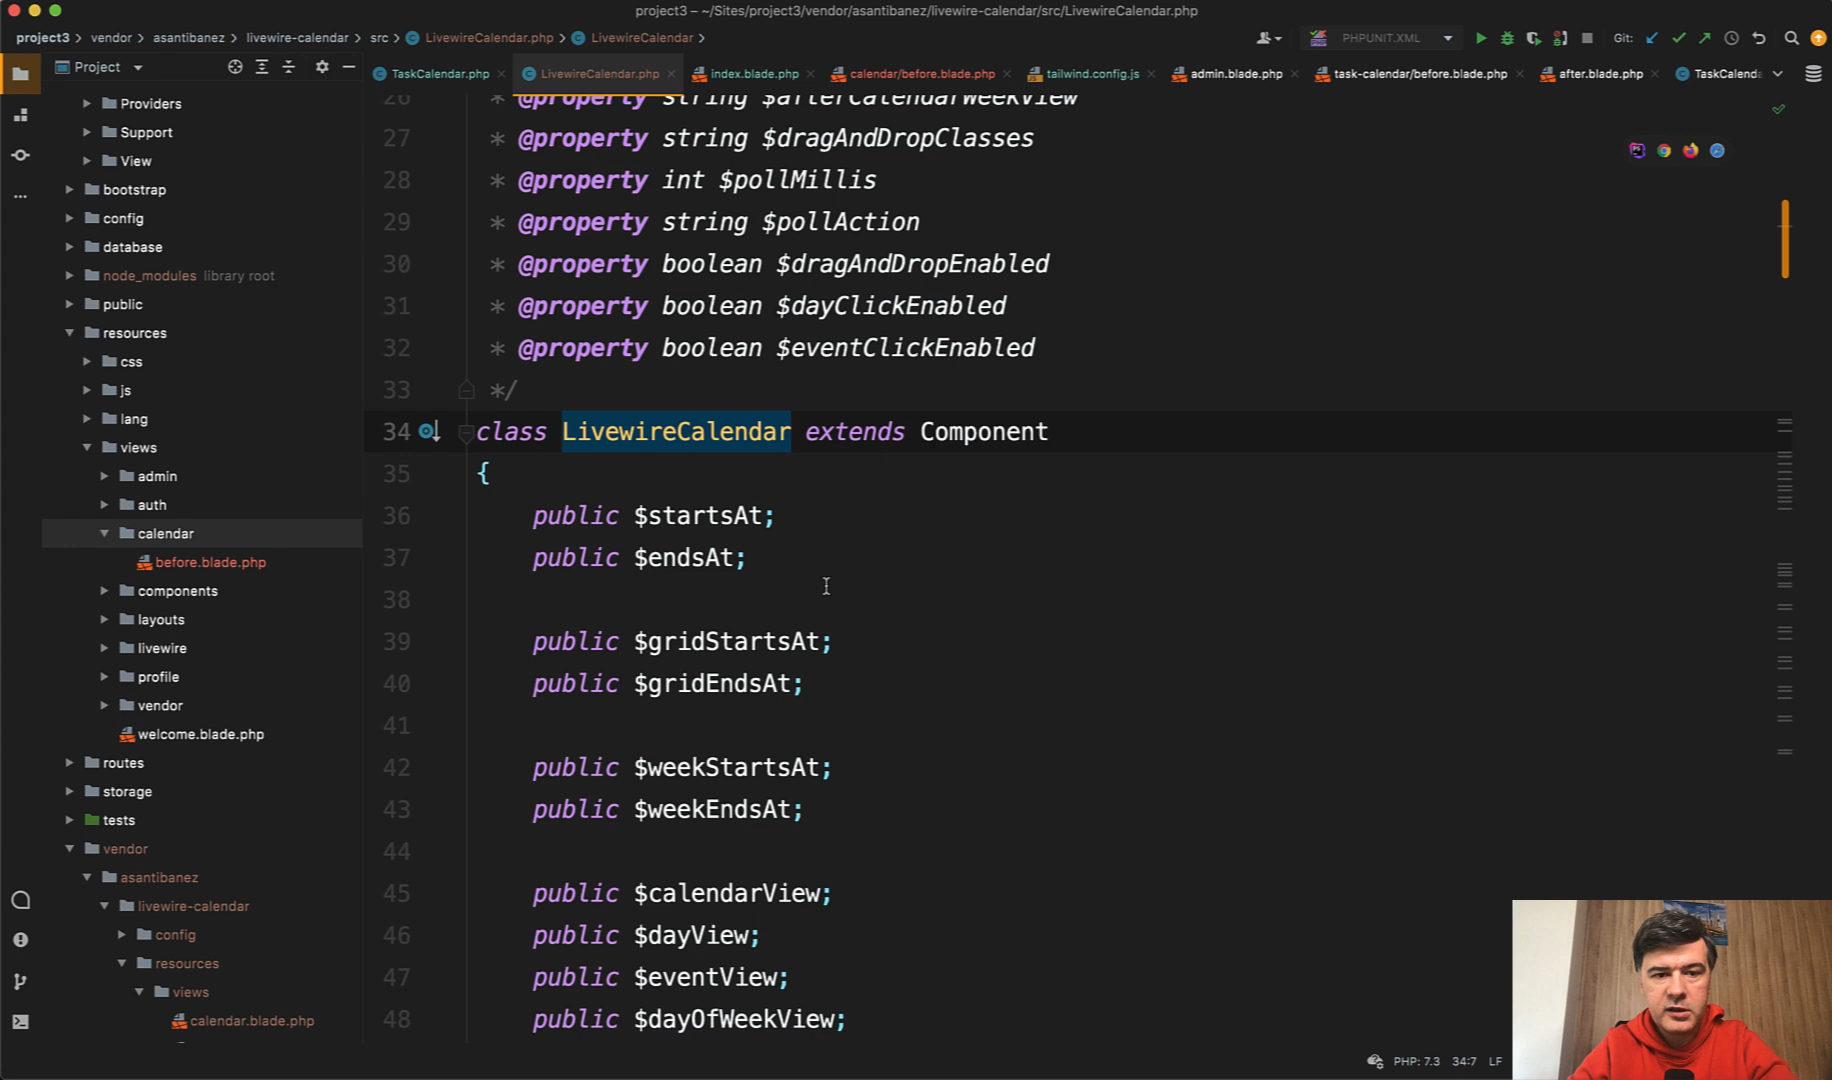 project3 – ~/Sites/project3/vendor/asantibanez/livewire-calendar/src/LivewireCalendar.php
project3 > vendor > asantibanez > livewire-calendar > src > LivewireCalendar.php > LivewireCalendar >
PHPUNIT.XML
Git:
Project
TaskCalendar.php
LivewireCalendar.php
index.blade.php
calendar/before.blade.php
tailwind.config.js
admin.blade.php
task-calendar/before.blade.php
after.blade.php
TaskCalenda
Providers
Support
View
bootstrap
config
database
node_modules library root
public
resources
css
js
lang
views
admin
auth
calendar
before.blade.php
components
layouts
livewire
profile
vendor
welcome.blade.php
routes
storage
tests
vendor
asantibanez
livewire-calendar
config
resources
views
calendar.blade.php
26 * @property string $afterCalendarWeekView
27 * @property string $dragAndDropClasses
28 * @property int $pollMillis
29 * @property string $pollAction
30 * @property boolean $dragAndDropEnabled
31 * @property boolean $dayClickEnabled
32 * @property boolean $eventClickEnabled
33 */
34 class LivewireCalendar extends Component
35 {
36 public $startsAt;
37 public $endsAt;
38
39 public $gridStartsAt;
40 public $gridEndsAt;
41
42 public $weekStartsAt;
43 public $weekEndsAt;
44
45 public $calendarView;
46 public $dayView;
47 public $eventView;
48 public $dayOfWeekView;
PHP: 7.3 34:7 LF